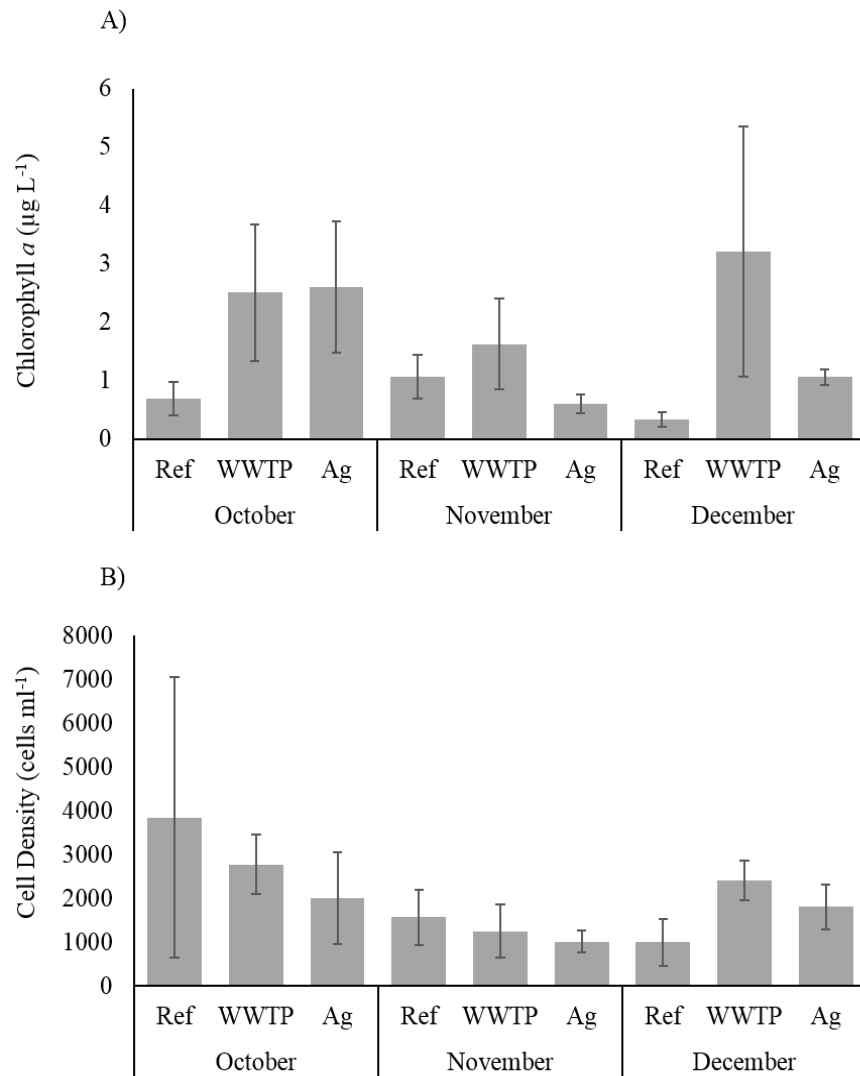 A)
Chlorophyll a (µg L⁻¹)
6
5
4
3
2
1
0
Ref WWTP Ag Ref WWTP Ag Ref WWTP Ag
October November December
B)
Cell Density (cells ml⁻¹)
8000
7000
6000
5000
4000
3000
2000
1000
0
Ref WWTP Ag Ref WWTP Ag Ref WWTP Ag
October November December